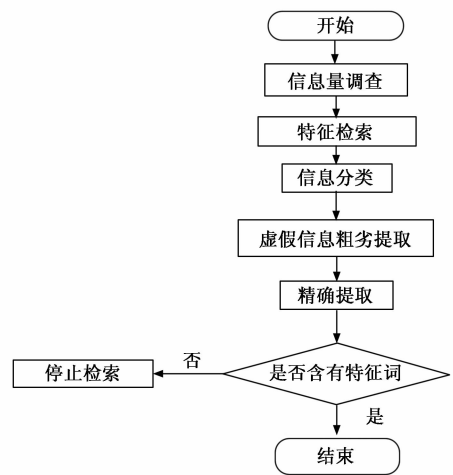 开始
信息量调查
特征检索
信息分类
虚假信息粗劣提取
精确提取
是否含有特征词
否
停止检索
是
结束